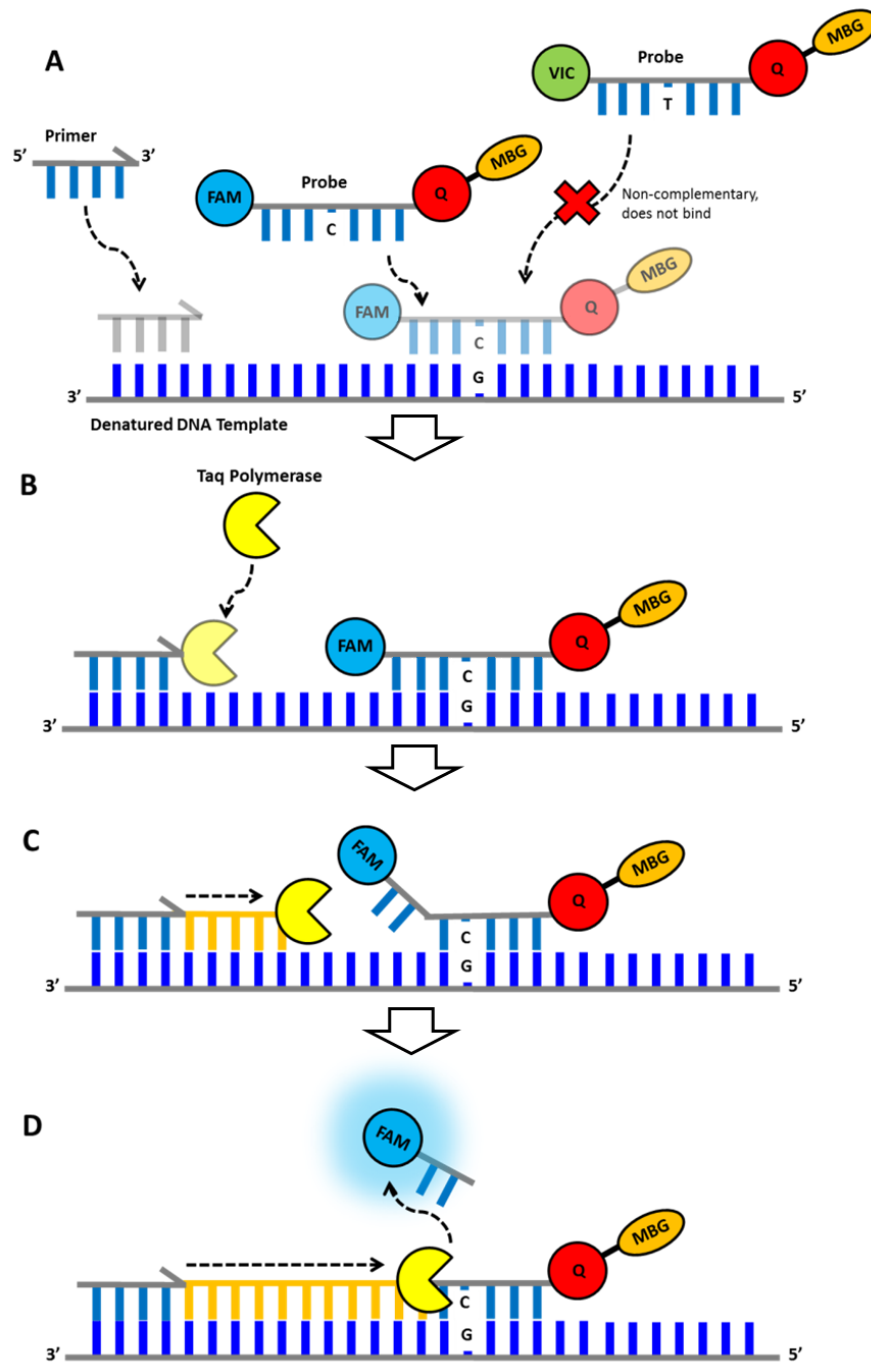 A
VIC
Probe
Q
MBG
T
Primer
5’
3’
FAM
Probe
Q
MBG
C
Non-complementary,
does not bind
FAM
Q
MBG
C
G
3’
5’
Denatured DNA Template
B
Taq Polymerase
FAM
Q
MBG
C
G
3’
5’
C
FAM
Q
MBG
C
G
3’
5’
D
FAM
Q
MBG
C
G
3’
5’